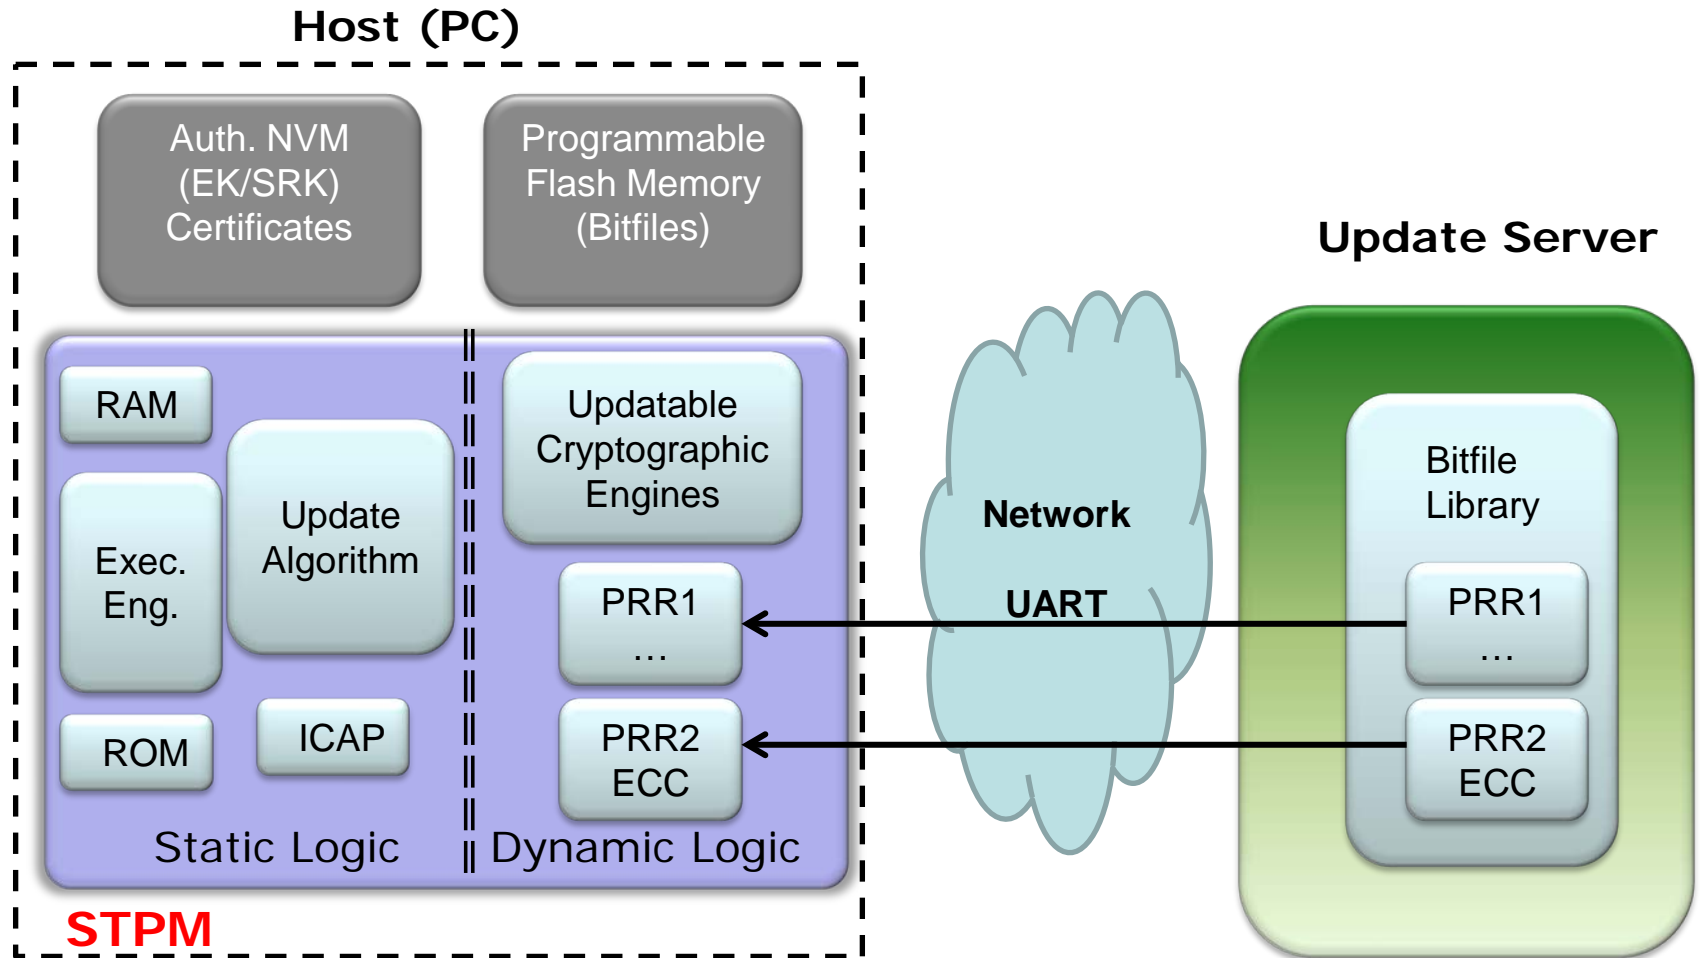 Host (PC)
Auth. NVM
(EK/SRK)
Certificates
Programmable
Flash Memory
(Bitfiles)
RAM
Exec.
Eng.
ROM
Update
Algorithm
ICAP
Static Logic
Updatable
Cryptographic
Engines
PRR1
…
PRR2
ECC
Dynamic Logic
STPM
Network
UART
Update Server
Bitfile
Library
PRR1
…
PRR2
ECC